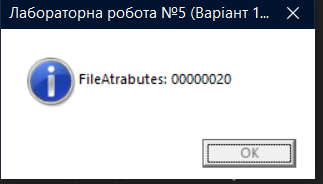 Лабораторна робота №5 (Варіант 1...
FileAtrabutes: 00000020
OK